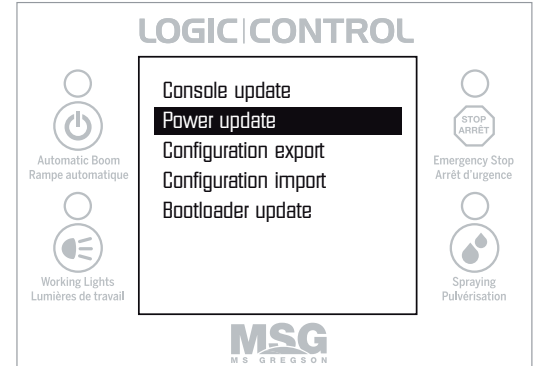 LOGIC|CONTROL
Console update
Power update
Configuration export
Configuration import
Bootloader update
Automatic Boom
Rampe automatique
Working Lights
Lumières de travail
STOP
ARRÊT
Emergency Stop
Arrêt d'urgence
Spraying
Pulvérisation
MSG
MS GREGSON